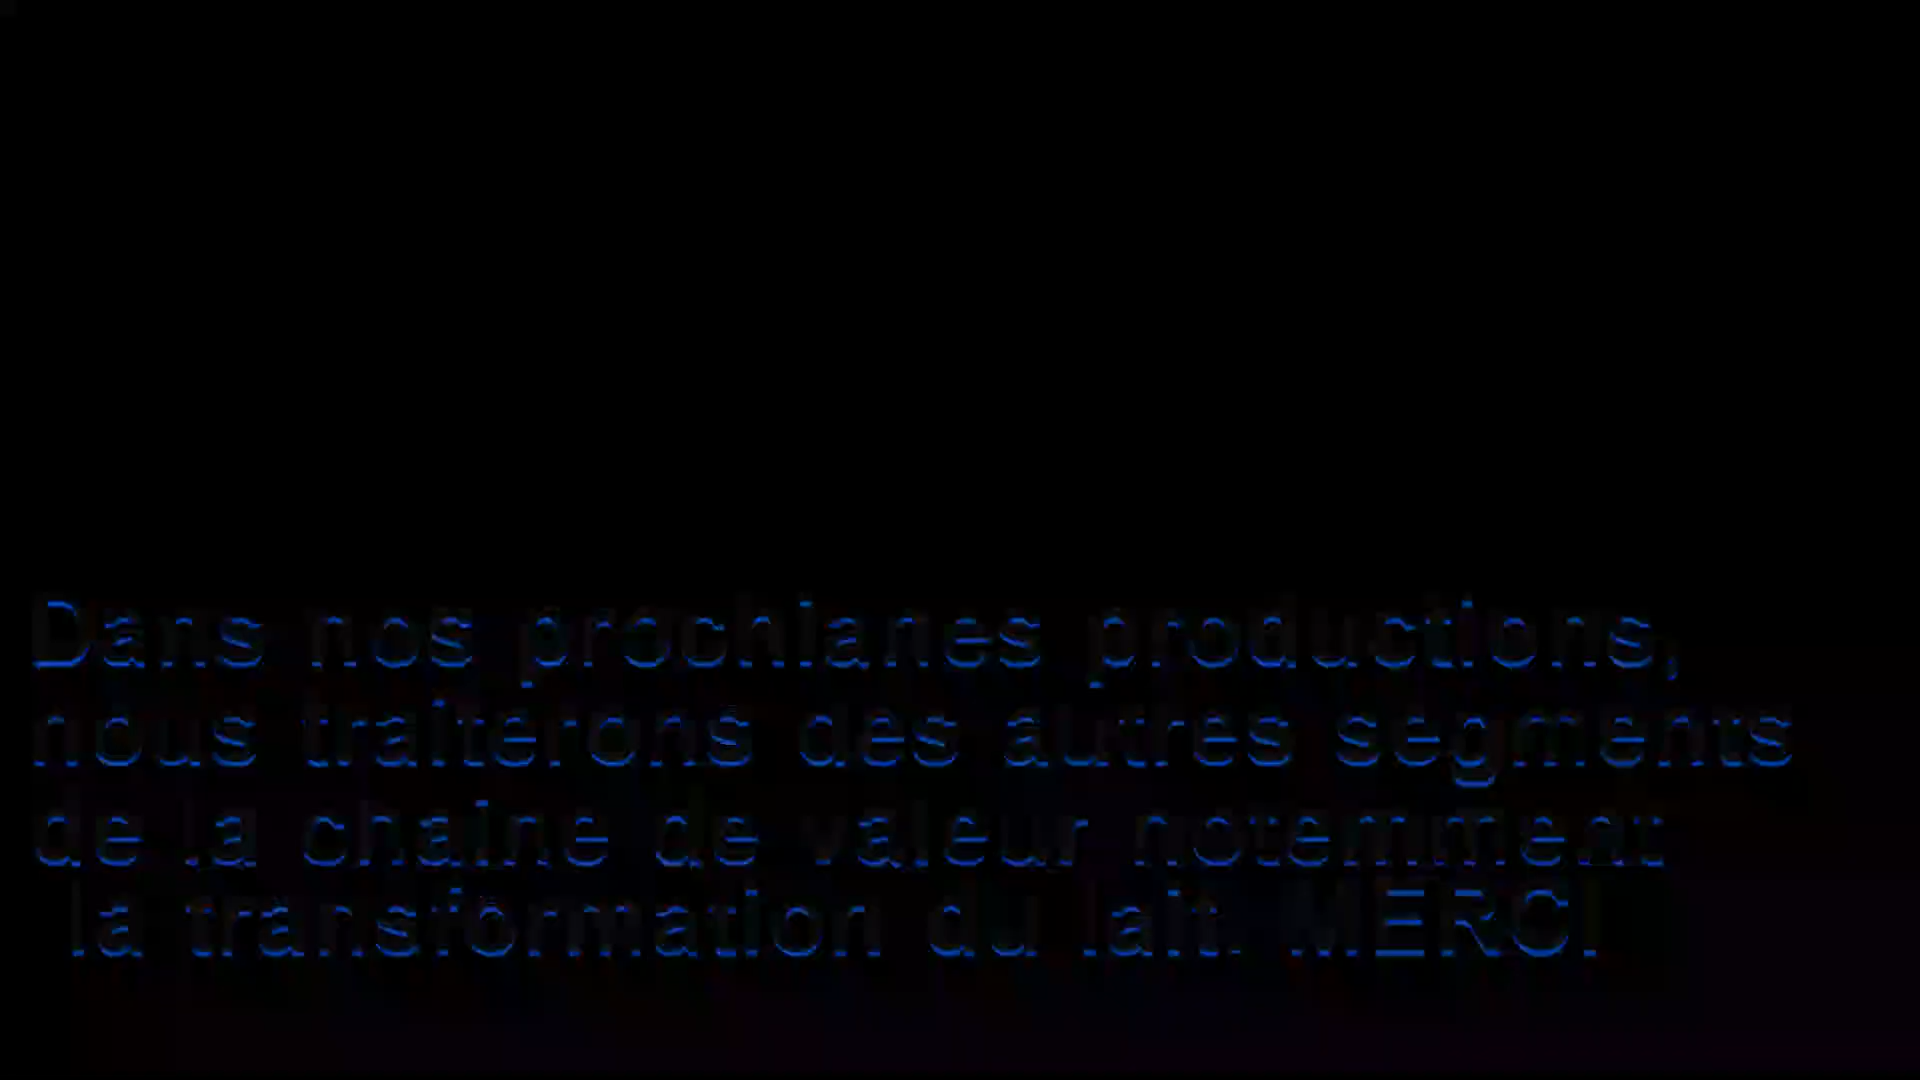 Dans nos prochianes productions,
nous traiterons des autres segments
de la chaine de valeur notemment
la transformation du lait. MERCI